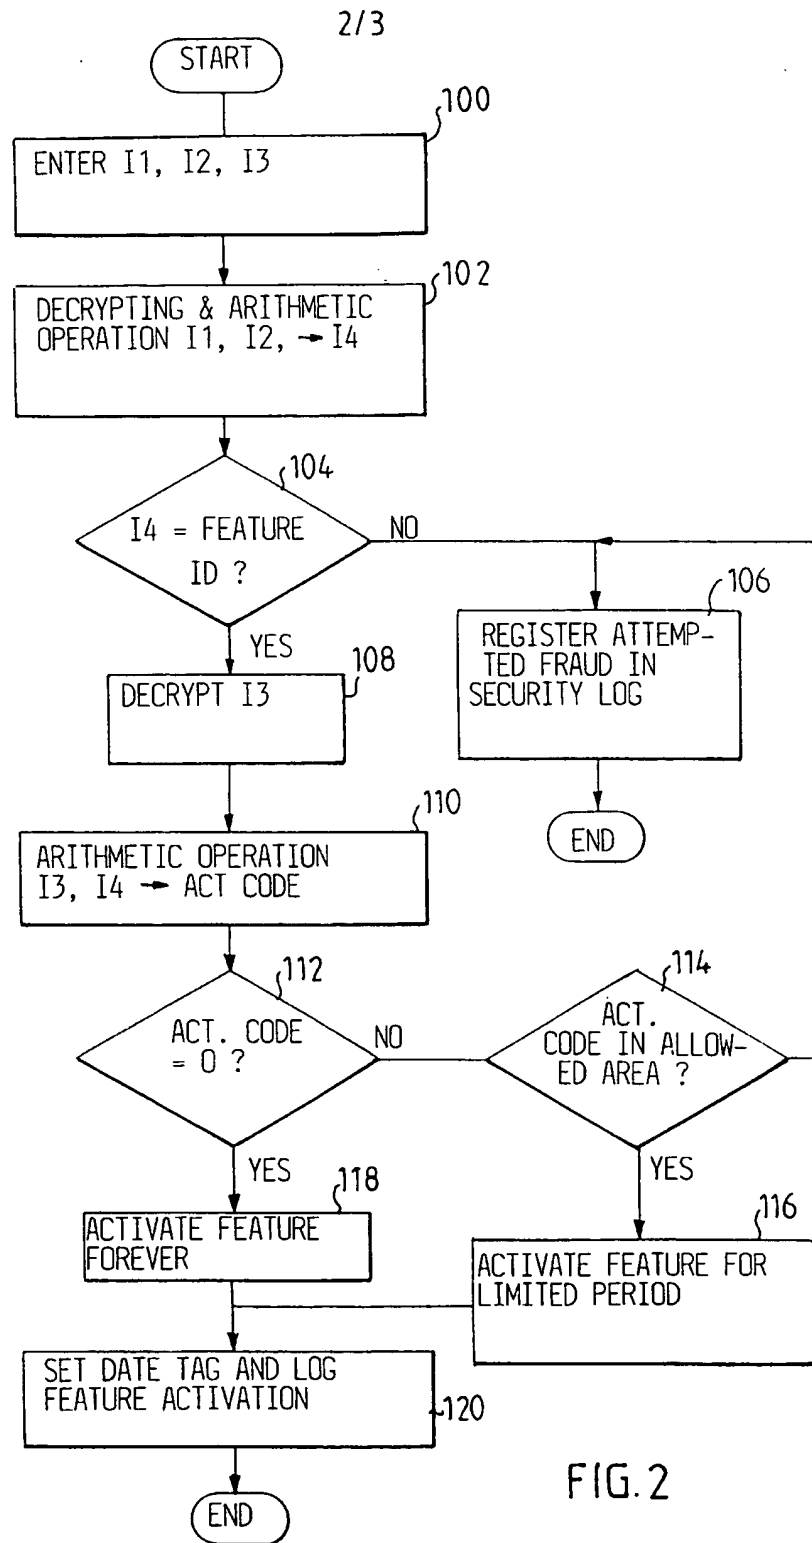 2/3
START
100
ENTER I1, I2, I3
102
DECRYPTING & ARITHMETIC
OPERATION I1, I2, → I4
104
I4 = FEATURE
ID ?
NO
YES
106
REGISTER ATTEMP-
TED FRAUD IN
SECURITY LOG
END
108
DECRYPT I3
110
ARITHMETIC OPERATION
I3, I4 → ACT CODE
112
ACT. CODE
= 0 ?
NO
YES
114
ACT.
CODE IN ALLOW-
ED AREA ?
YES
118
ACTIVATE FEATURE
FOREVER
116
ACTIVATE FEATURE FOR
LIMITED PERIOD
SET DATE TAG AND LOG
FEATURE ACTIVATION
120
END
FIG. 2